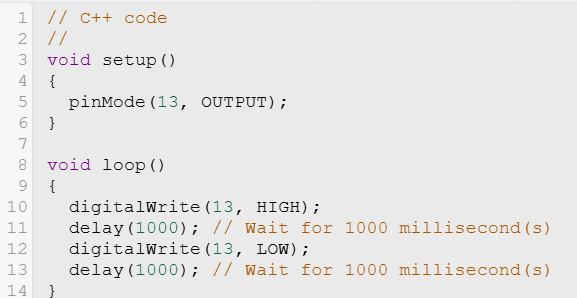 1 // C++ code
2 //
3 void setup()
4 {
5   pinMode(13, OUTPUT);
6 }
7
8 void loop()
9 {
10   digitalWrite(13, HIGH);
11   delay(1000); // Wait for 1000 millisecond(s)
12   digitalWrite(13, LOW);
13   delay(1000); // Wait for 1000 millisecond(s)
14 }